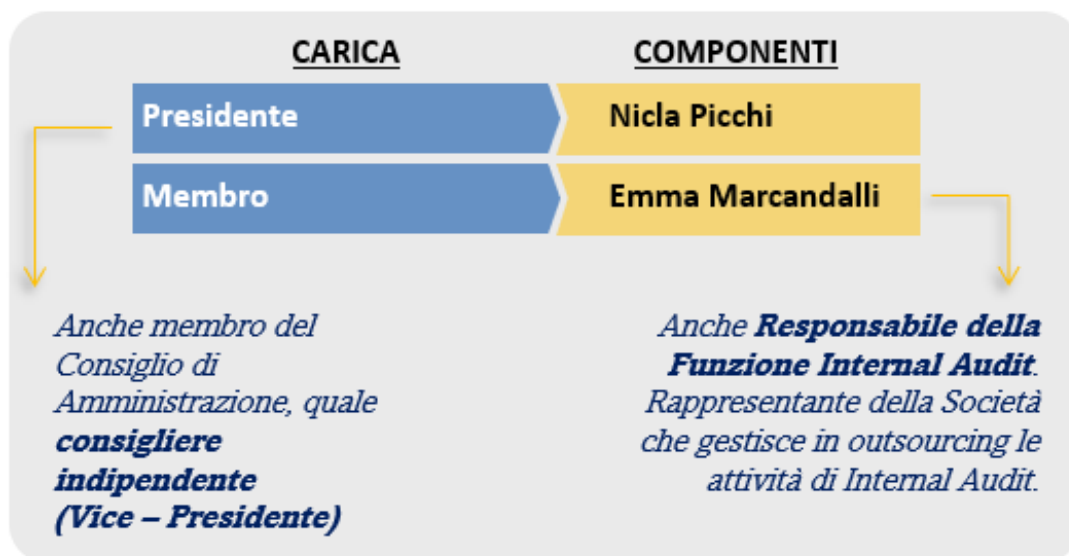 CARICA COMPONENTI
Presidente Nicla Picchi
Membro Emma Marcandalli
Anche membro del
Consiglio di
Amministrazione, quale
consigliere
indipendente
(Vice – Presidente)
Anche Responsabile della
Funzione Internal Audit.
Rappresentante della Società
che gestisce in outsourcing le
attività di Internal Audit.